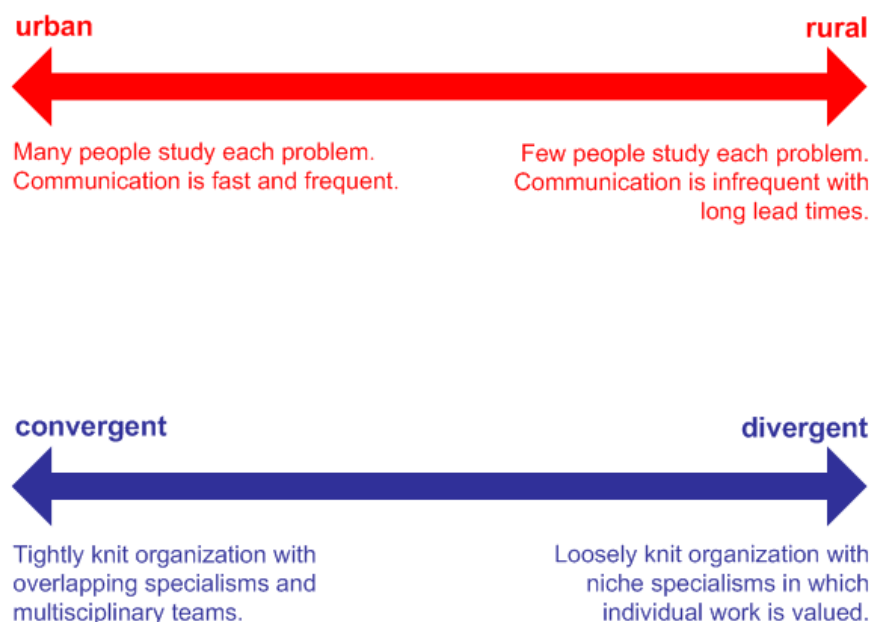 urban
rural
Many people study each problem.
Communication is fast and frequent.
Few people study each problem.
Communication is infrequent with
long lead times.
convergent
divergent
Tightly knit organization with
overlapping specialisms and
multisciplinary teams.
Loosely knit organization with
niche specialisms in which
individual work is valued.